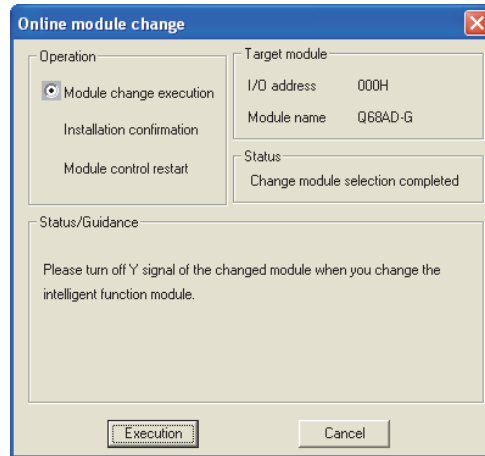 Online module change
Operation
Module change execution
Installation confirmation
Module control restart
Target module
I/O address 000H
Module name Q68AD-G
Status
Change module selection completed
Status/Guidance
Please turn off Y signal of the changed module when you change the
intelligent function module.
Execution
Cancel